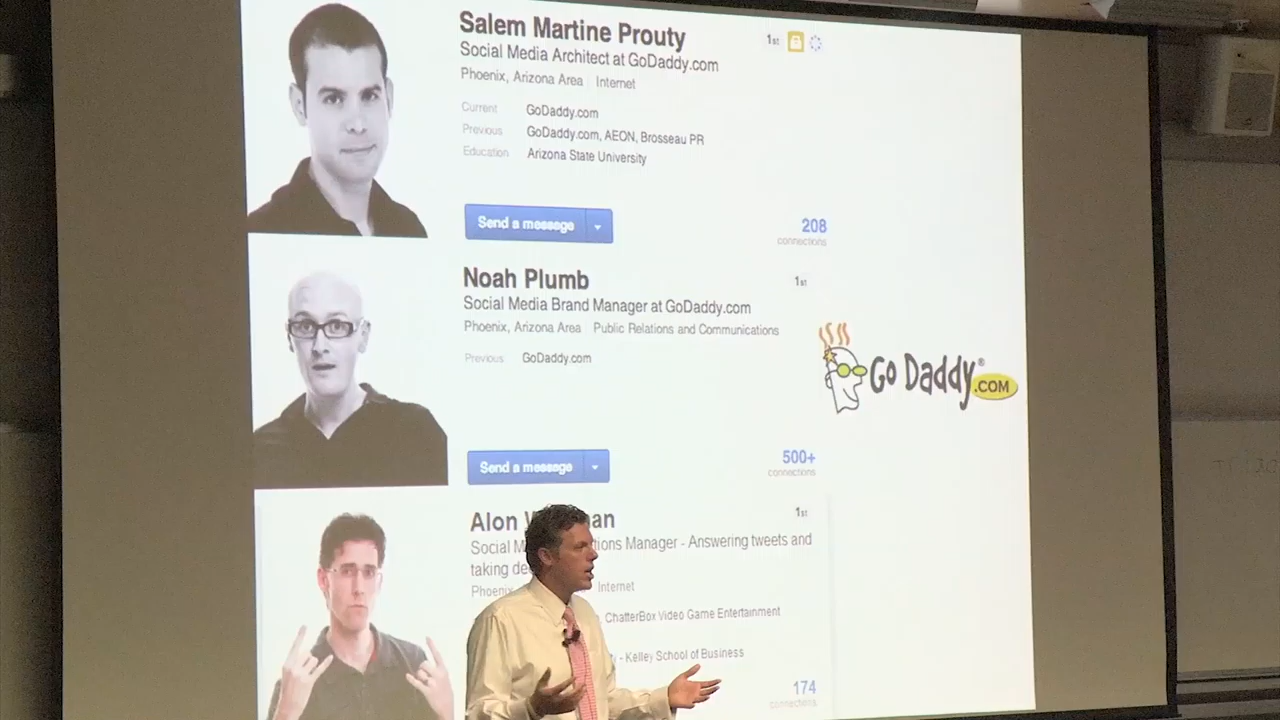 Salem Martine Prouty
1st
Social Media Architect at GoDaddy.com
Phoenix, Arizona Area Internet
Current GoDaddy.com
Previous GoDaddy.com, AEON, Brosseau PR
Education Arizona State University
Send a message
208
connections
Noah Plumb
1st
Social Media Brand Manager at GoDaddy.com
Phoenix, Arizona Area Public Relations and Communications
Previous GoDaddy.com
Go Daddy®
.COM
Send a message
500+
connections
Alon
1st
Social Manager - Answering tweets and
taking
Phoenix Internet
ChatterBox Video Game Entertainment
- Kelley School of Business
174
connections